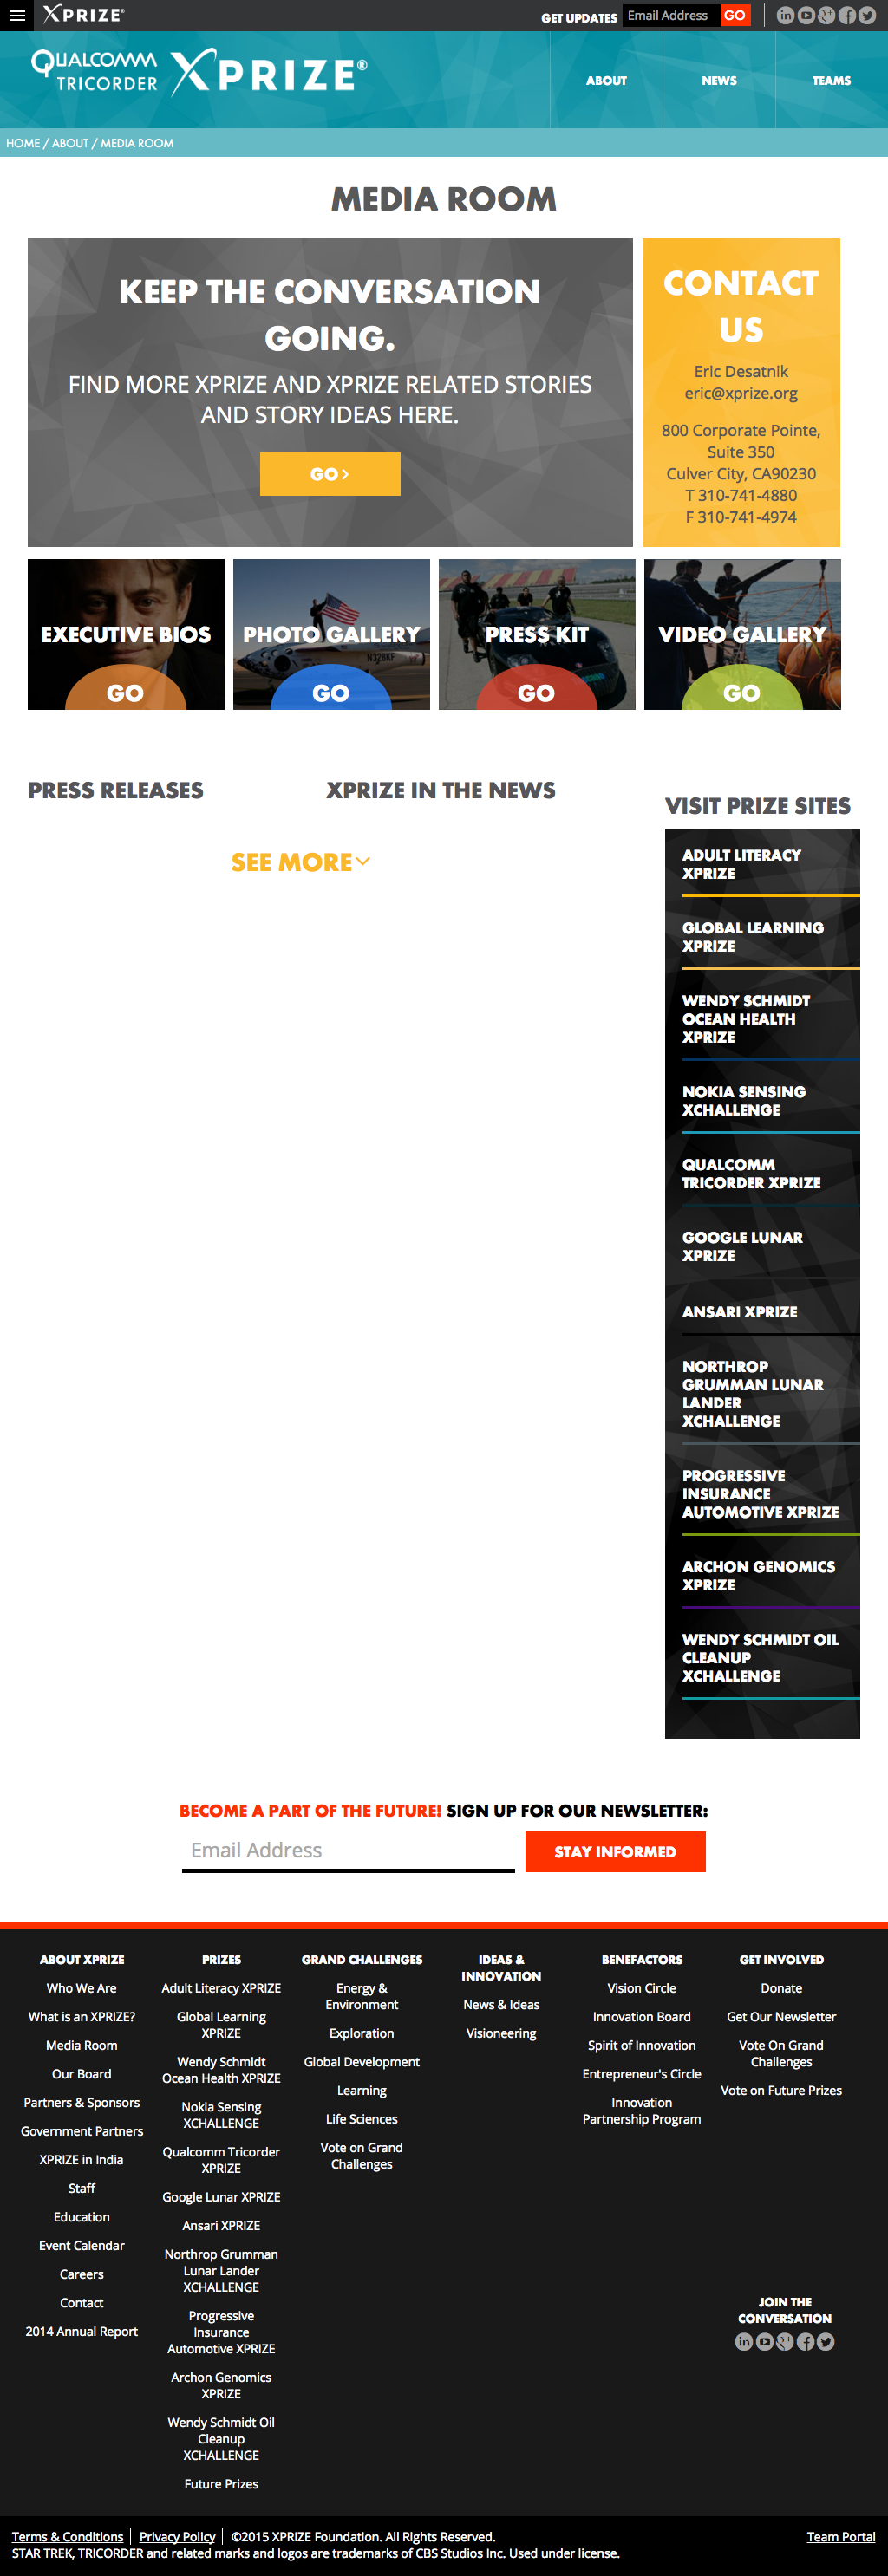 XPRIZE®
GET UPDATES
Email Address
GO
QUALCOMM
TRICORDER
XPRIZE®
ABOUT
NEWS
TEAMS
HOME / ABOUT / MEDIA ROOM
MEDIA ROOM
KEEP THE CONVERSATION
GOING.
FIND MORE XPRIZE AND XPRIZE RELATED STORIES
AND STORY IDEAS HERE.
GO >
CONTACT
US
Eric Desatnik
eric@xprize.org
800 Corporate Pointe,
Suite 350
Culver City, CA90230
T 310-741-4880
F 310-741-4974
EXECUTIVE BIOS
GO
PHOTO GALLERY
N328KF
GO
PRESS KIT
GO
VIDEO GALLERY
GO
PRESS RELEASES
XPRIZE IN THE NEWS
SEE MORE
VISIT PRIZE SITES
ADULT LITERACY
XPRIZE
GLOBAL LEARNING
XPRIZE
WENDY SCHMIDT
OCEAN HEALTH
XPRIZE
NOKIA SENSING
XCHALLENGE
QUALCOMM
TRICORDER XPRIZE
GOOGLE LUNAR
XPRIZE
ANSARI XPRIZE
NORTHROP
GRUMMAN LUNAR
LANDER
XCHALLENGE
PROGRESSIVE
INSURANCE
AUTOMOTIVE XPRIZE
ARCHON GENOMICS
XPRIZE
WENDY SCHMIDT OIL
CLEANUP
XCHALLENGE
BECOME A PART OF THE FUTURE! SIGN UP FOR OUR NEWSLETTER:
Email Address
STAY INFORMED
ABOUT XPRIZE
Who We Are
What is an XPRIZE?
Media Room
Our Board
Partners & Sponsors
Government Partners
XPRIZE in India
Staff
Education
Event Calendar
Careers
Contact
2014 Annual Report
PRIZES
Adult Literacy XPRIZE
Global Learning
XPRIZE
Wendy Schmidt
Ocean Health XPRIZE
Nokia Sensing
XCHALLENGE
Qualcomm Tricorder
XPRIZE
Google Lunar XPRIZE
Ansari XPRIZE
Northrop Grumman
Lunar Lander
XCHALLENGE
Progressive
Insurance
Automotive XPRIZE
Archon Genomics
XPRIZE
Wendy Schmidt Oil
Cleanup
XCHALLENGE
Future Prizes
GRAND CHALLENGES
Energy &
Environment
Exploration
Global Development
Learning
Life Sciences
Vote on Grand
Challenges
IDEAS &
INNOVATION
News & Ideas
Visioneering
BENEFACTORS
Vision Circle
Innovation Board
Spirit of Innovation
Entrepreneur's Circle
Innovation
Partnership Program
GET INVOLVED
Donate
Get Our Newsletter
Vote On Grand
Challenges
Vote on Future Prizes
JOIN THE
CONVERSATION
Terms & Conditions
Privacy Policy
©2015 XPRIZE Foundation. All Rights Reserved.
Team Portal
STAR TREK, TRICORDER and related marks and logos are trademarks of CBS Studios Inc. Used under license.